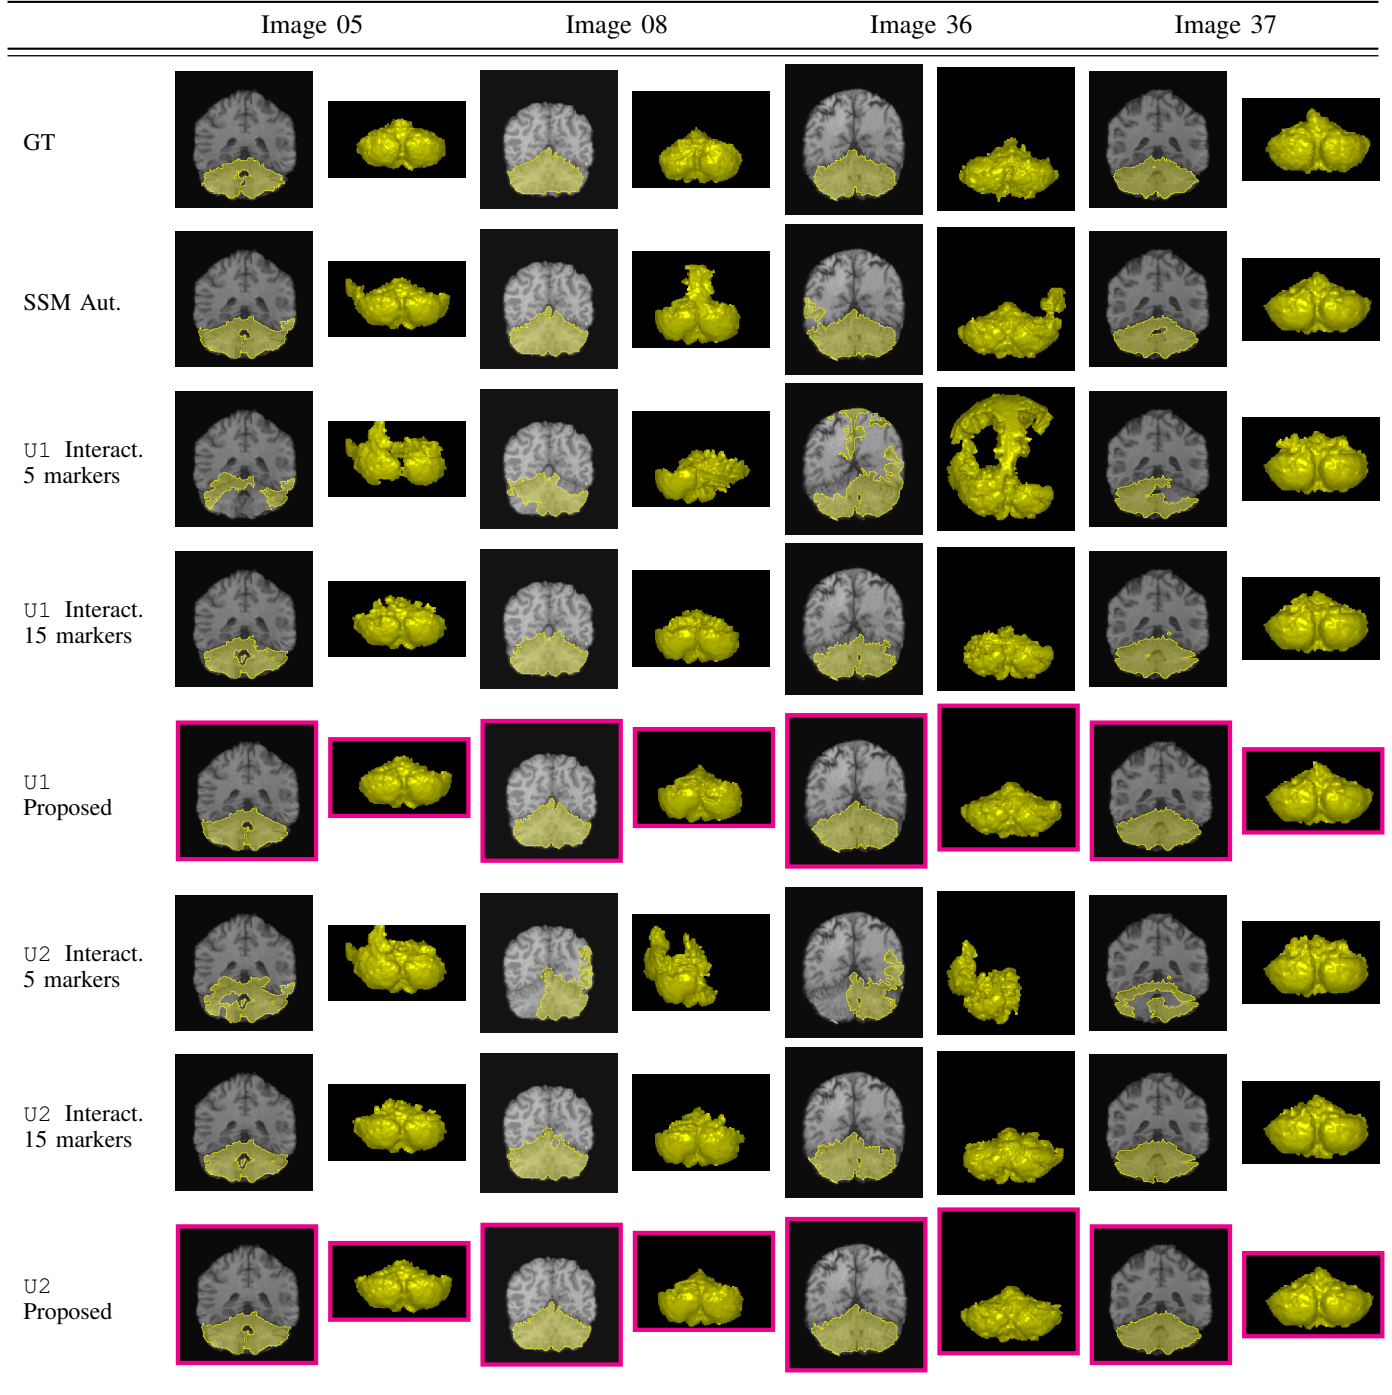 Image 05 Image 08 Image 36 Image 37
GT
SSM Aut.
U1 Interact.
5 markers
U1 Interact.
15 markers
U1
Proposed
U2 Interact.
5 markers
U2 Interact.
15 markers
U2
Proposed